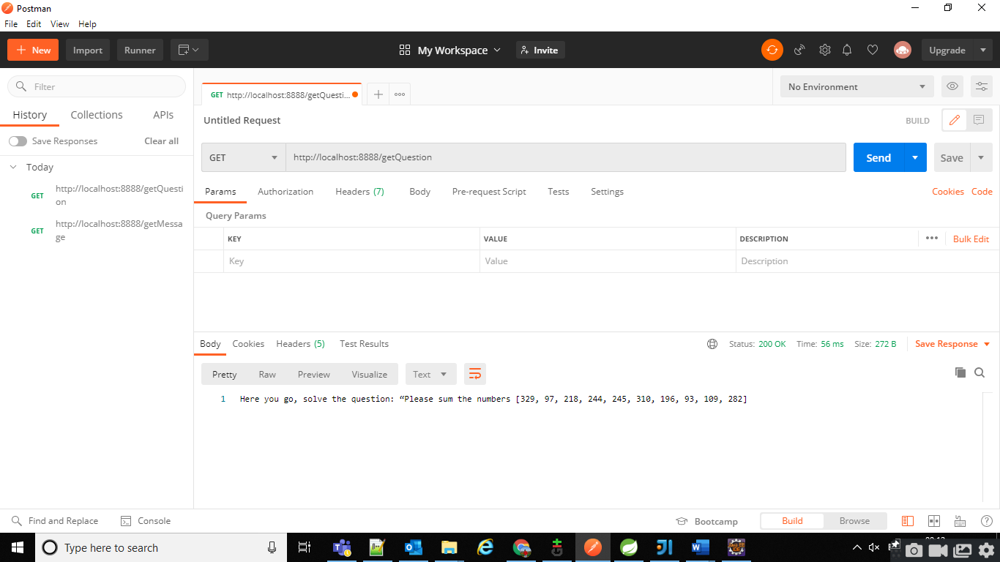 Postman
File Edit View Help
New Import Runner My Workspace Invite Upgrade
Filter
History Collections APIs
Save Responses Clear all
Today
GET http://localhost:8888/getQuesti
on
GET http://localhost:8888/getMessa
ge
GET http://localhost:8888/getQuesti...
No Environment
Untitled Request BUILD
GET http://localhost:8888/getQuestion Send Save
Params Authorization Headers (7) Body Pre-request Script Tests Settings Cookies Code
Query Params
KEY VALUE DESCRIPTION ••• Bulk Edit
Key Value Description
Body Cookies Headers (5) Test Results Status: 200 OK Time: 56 ms Size: 272 B Save Response
Pretty Raw Preview Visualize Text
1 Here you go, solve the question: “Please sum the numbers [329, 97, 218, 244, 245, 310, 196, 93, 109, 282]
Find and Replace Console Bootcamp Build Browse
Type here to search